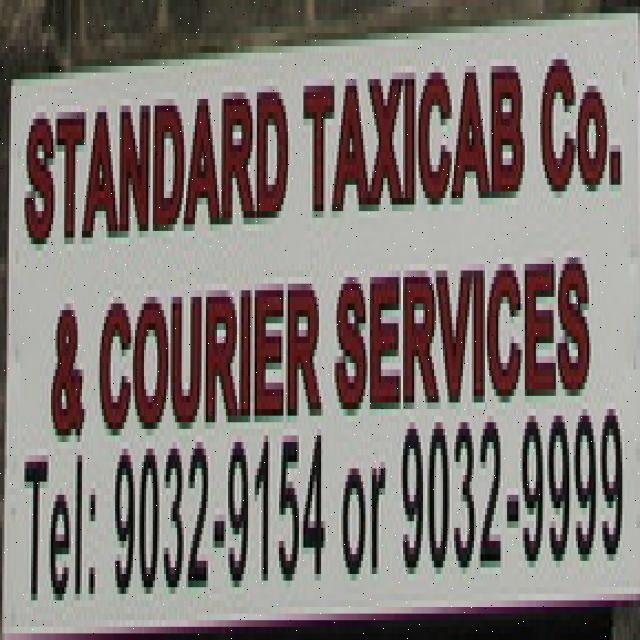 STANDARD TAXICAB Co.
& COURIER SERVICES
Tel: 9032-9154 or 9032-9999